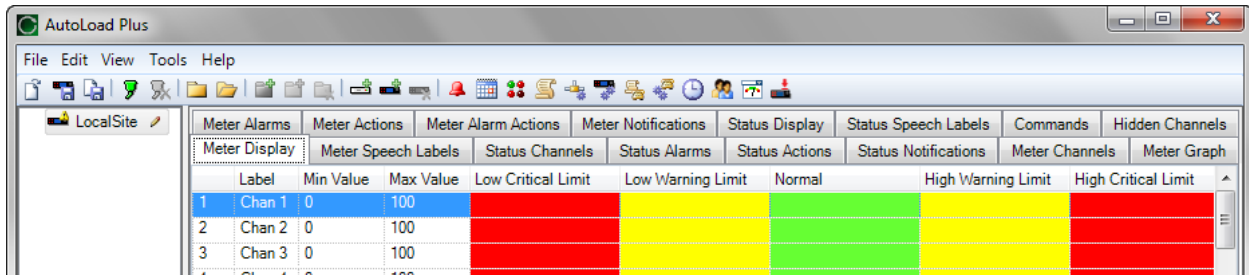 AutoLoad Plus
File Edit View Tools Help
LocalSite
Meter Alarms Meter Actions Meter Alarm Actions Meter Notifications Status Display Status Speech Labels Commands Hidden Channels
Meter Display Meter Speech Labels Status Channels Status Alarms Status Actions Status Notifications Meter Channels Meter Graph
Label Min Value Max Value Low Critical Limit Low Warning Limit Normal High Warning Limit High Critical Limit
1 Chan 1 0 100
2 Chan 2 0 100
3 Chan 3 0 100